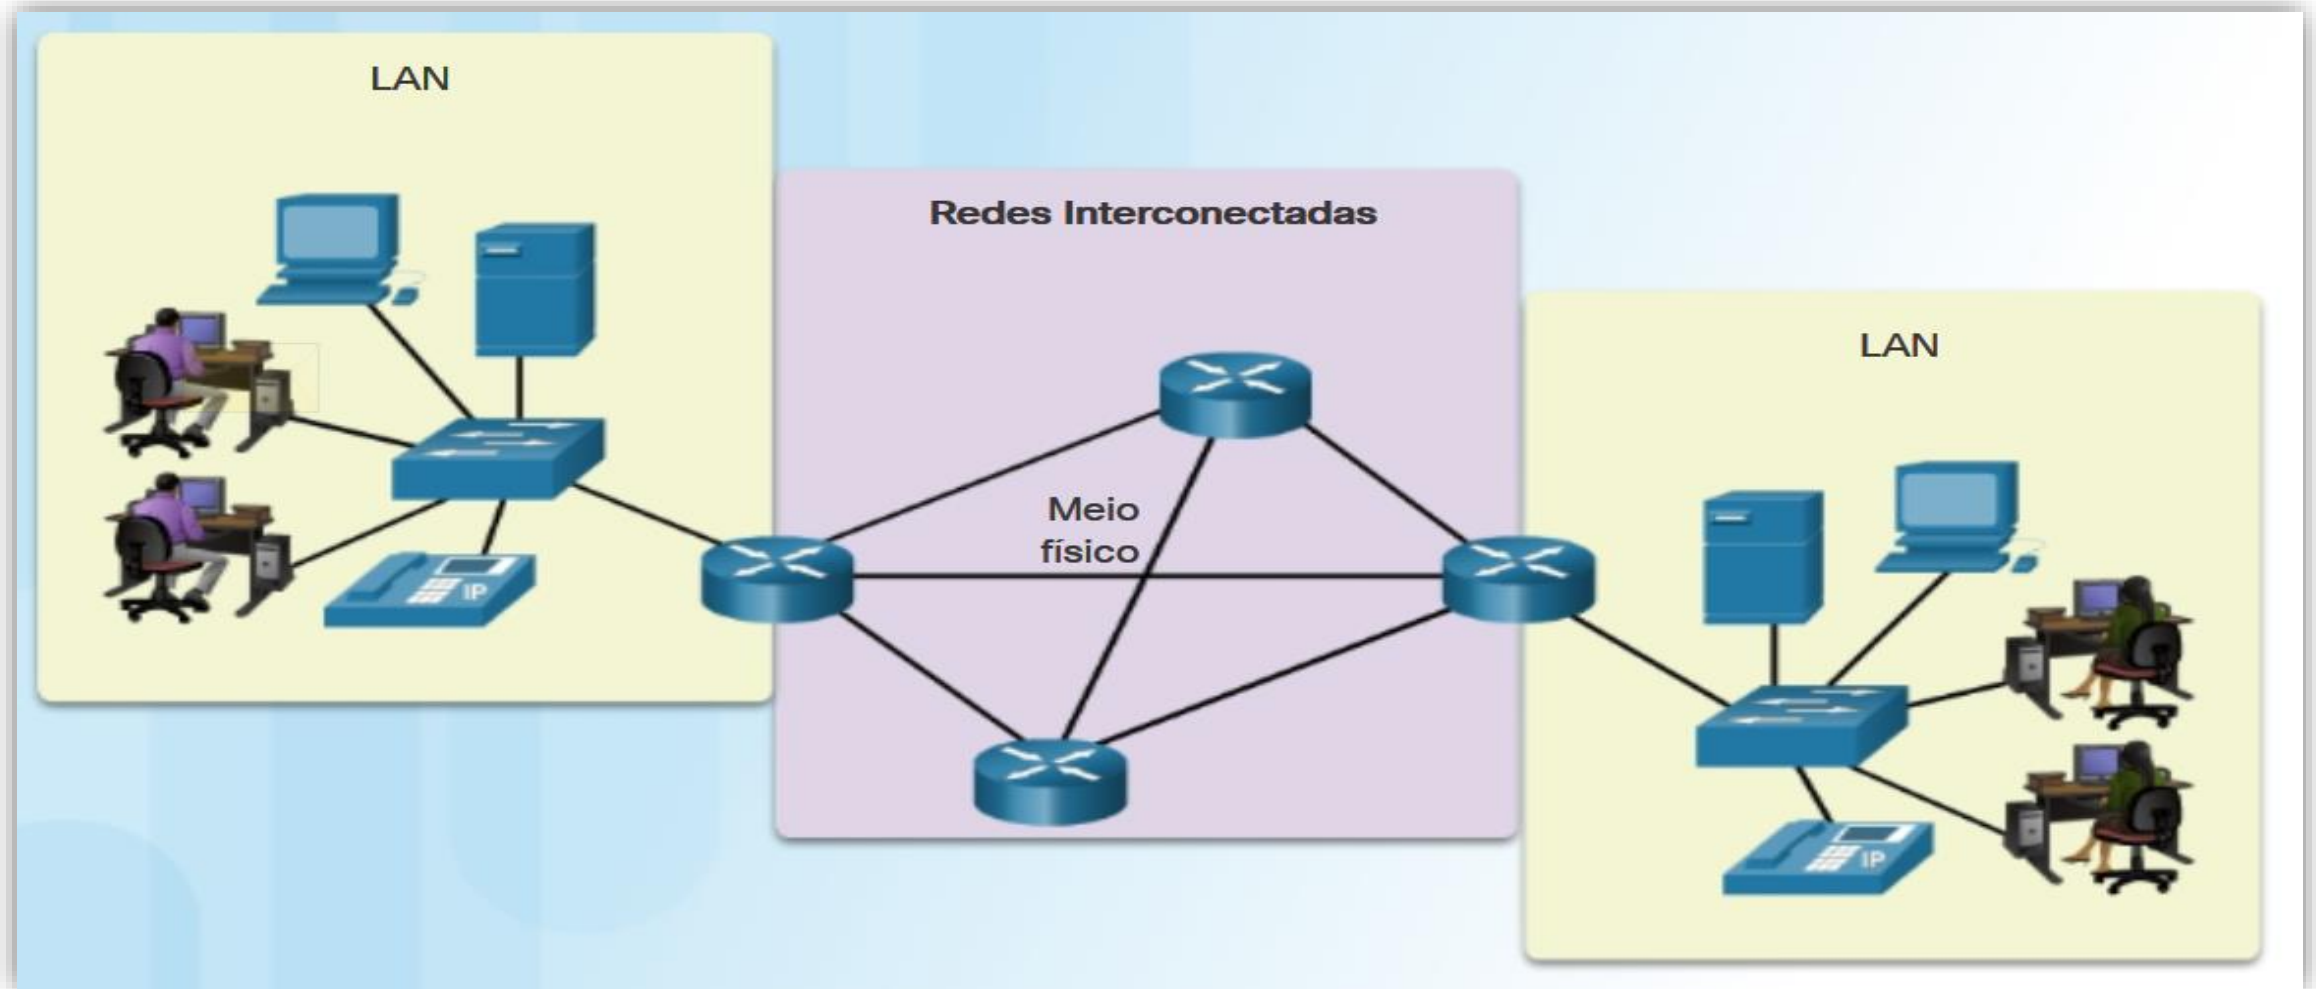 LAN
Redes Interconectadas
LAN
Meio
físico
IP
IP